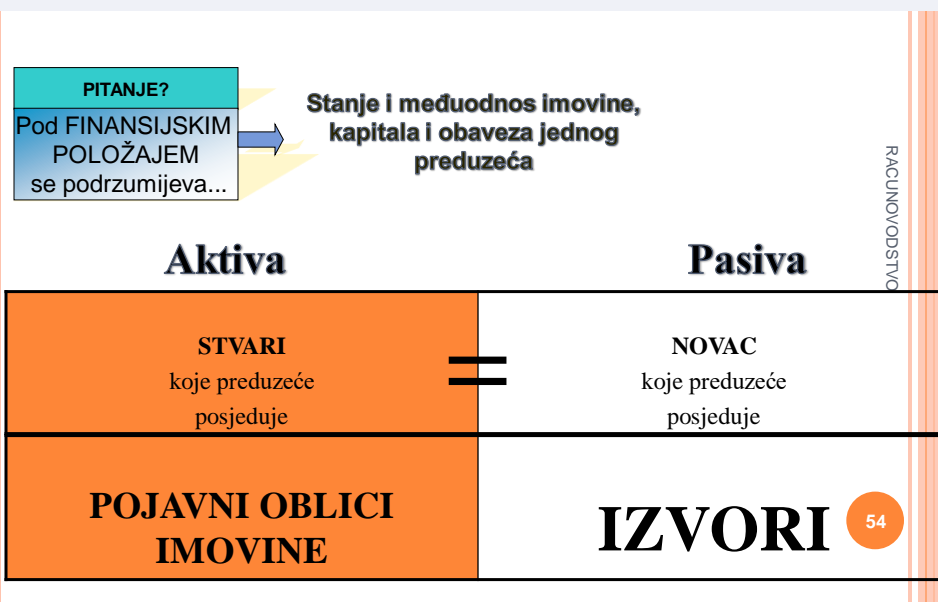 PITANJE?
Pod FINANSIJSKIM
POLOŽAJEM
se podrzumijeva...
Stanje i međuodnos imovine,
kapitala i obaveza jednog
preduzeća
RACUNOVODSTVO
Aktiva
Pasiva
STVARI
koje preduzeće
posjeduje
=
NOVAC
koje preduzeće
posjeduje
POJAVNI OBLICI
IMOVINE
IZVORI
54